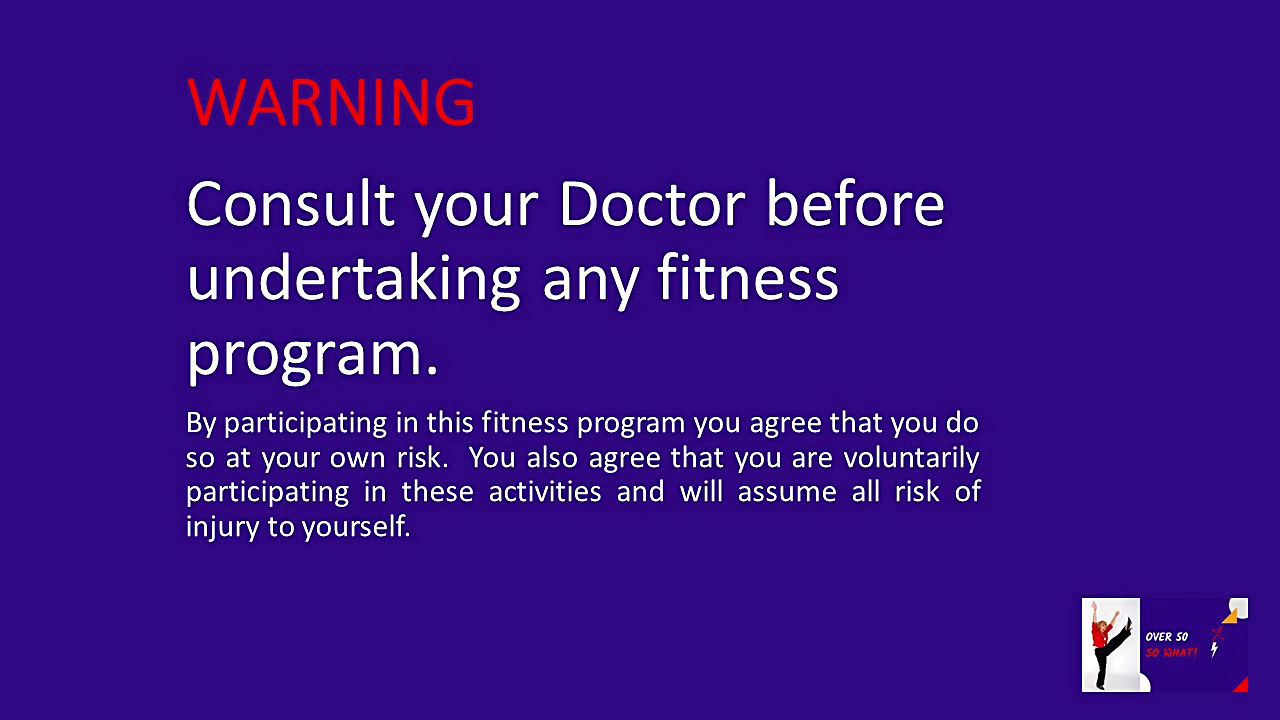 WARNING
Consult your Doctor before
undertaking any fitness
program.
By participating in this fitness program you agree that you do
so at your own risk.  You also agree that you are voluntarily
participating in these activities and will assume all risk of
injury to yourself.
OVER SO
SO WHAT!